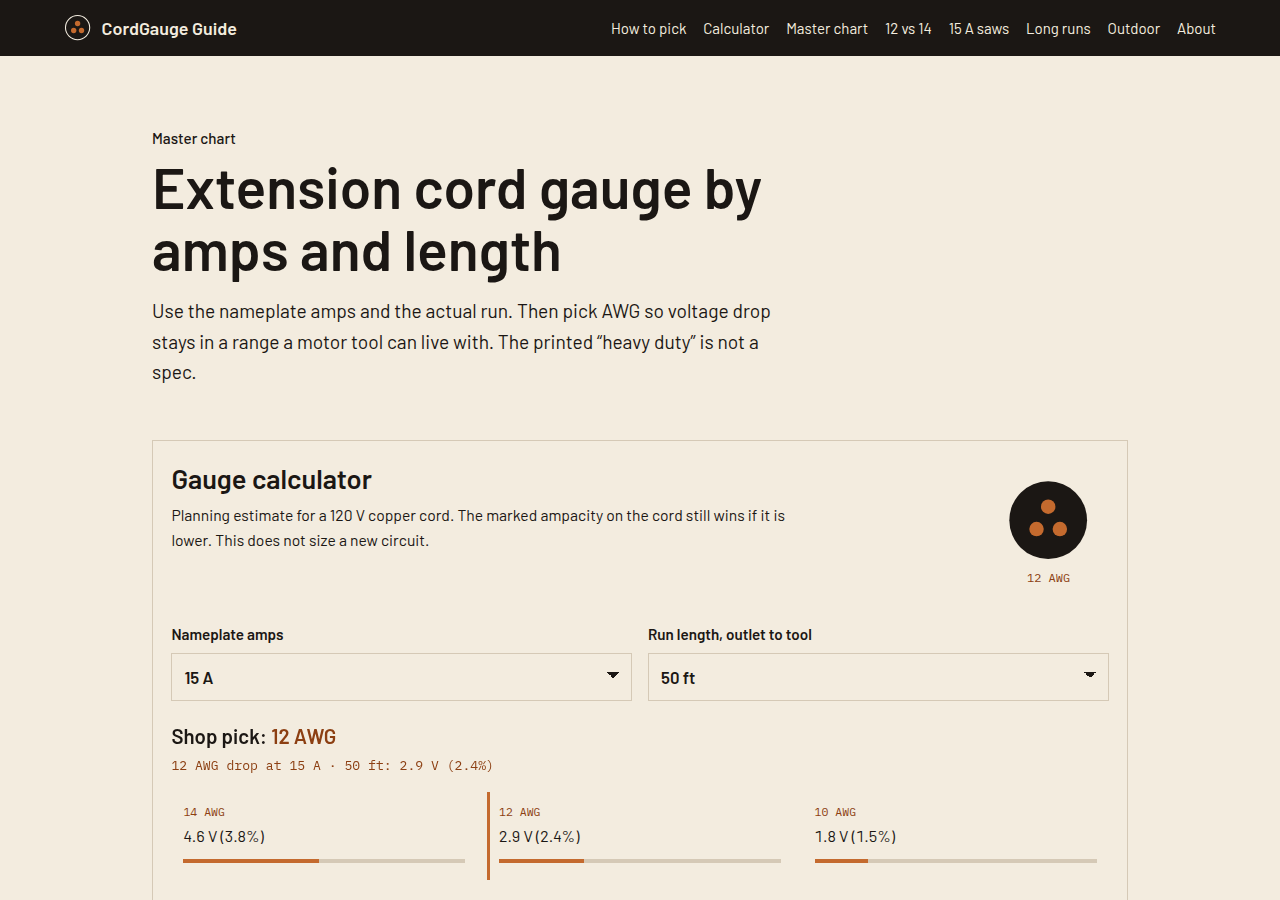 CordGauge Guide
How to pick Calculator Master chart 12 vs 14 15 A saws Long runs Outdoor About
Master chart
Extension cord gauge by
amps and length
Use the nameplate amps and the actual run. Then pick AWG so voltage drop
stays in a range a motor tool can live with. The printed “heavy duty” is not a
spec.
Gauge calculator
Planning estimate for a 120 V copper cord. The marked ampacity on the cord still wins if it is
lower. This does not size a new circuit.
12 AWG
Nameplate amps
Run length, outlet to tool
15 A
50 ft
Shop pick: 12 AWG
12 AWG drop at 15 A · 50 ft: 2.9 V (2.4%)
14 AWG
4.6 V (3.8%)
12 AWG
2.9 V (2.4%)
10 AWG
1.8 V (1.5%)